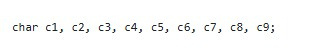 char c1, c2, c3, c4, c5, c6, c7, c8, c9;